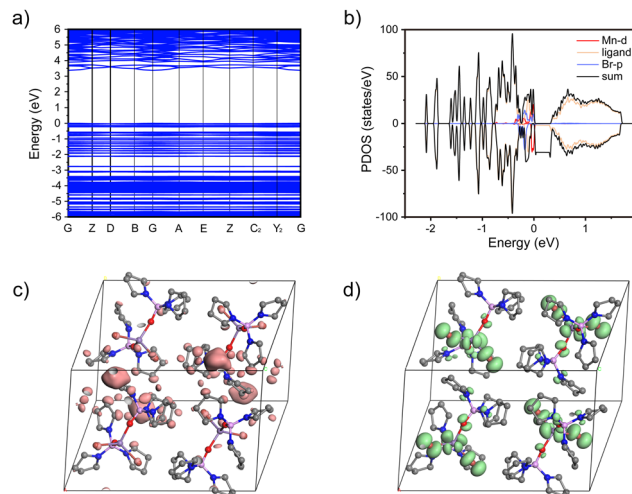 a)
6
5
4
3
2
1
0
-1
-2
-3
-4
-5
-6
Energy (eV)
G Z D B G A E Z C₂ Y₂ G
b)
100
50
0
50
-100
PDOS (states/eV)
Mn-d
ligand
Br-p
sum
-2 -1 0 1 2
Energy (eV)
c)
d)